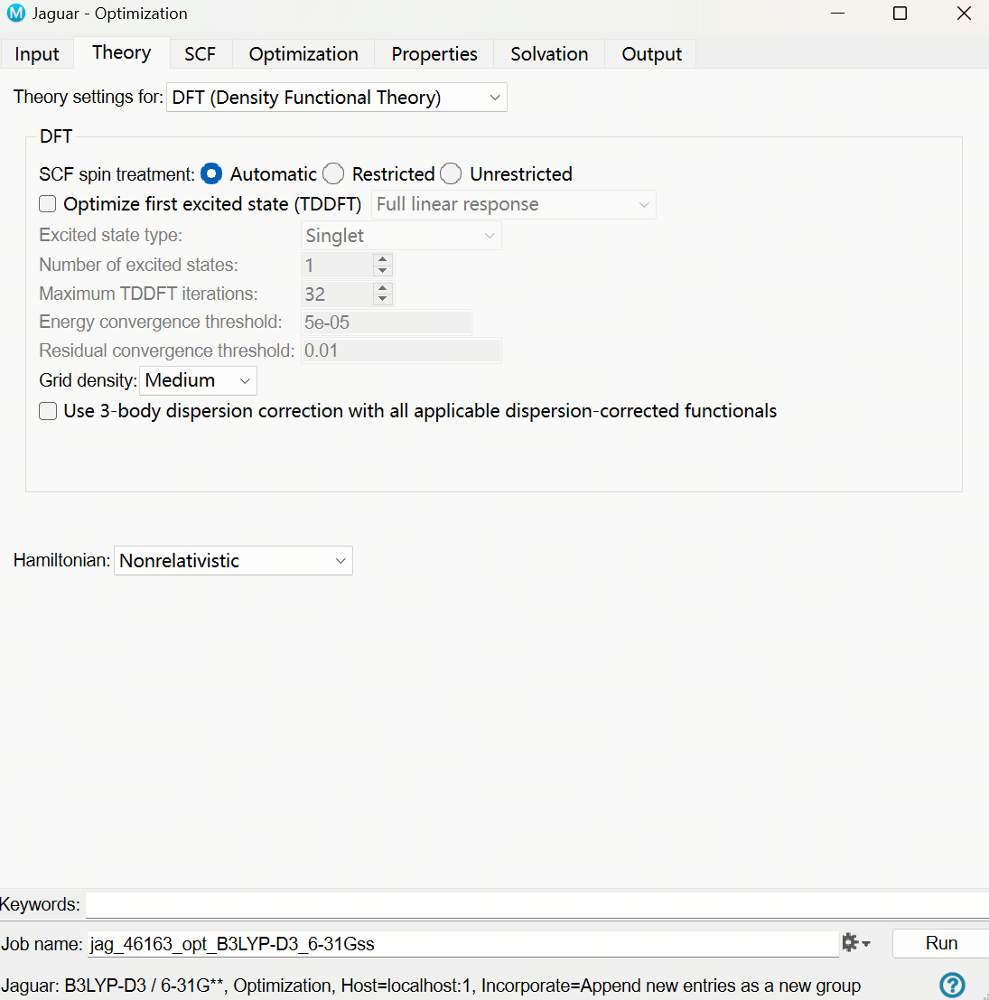 M Jaguar - Optimization
Input Theory SCF Optimization Properties Solvation Output
Theory settings for: DFT (Density Functional Theory)
DFT
SCF spin treatment: Automatic Restricted Unrestricted
Optimize first excited state (TDDFT) Full linear response
Excited state type: Singlet
Number of excited states: 1
Maximum TDDFT iterations: 32
Energy convergence threshold: 5e-05
Residual convergence threshold: 0.01
Grid density: Medium
Use 3-body dispersion correction with all applicable dispersion-corrected functionals
Hamiltonian: Nonrelativistic
Keywords:
Job name: jag_46163_opt_B3LYP-D3_6-31Gss Run
Jaguar: B3LYP-D3 / 6-31G**, Optimization, Host=localhost:1, Incorporate=Append new entries as a new group ?